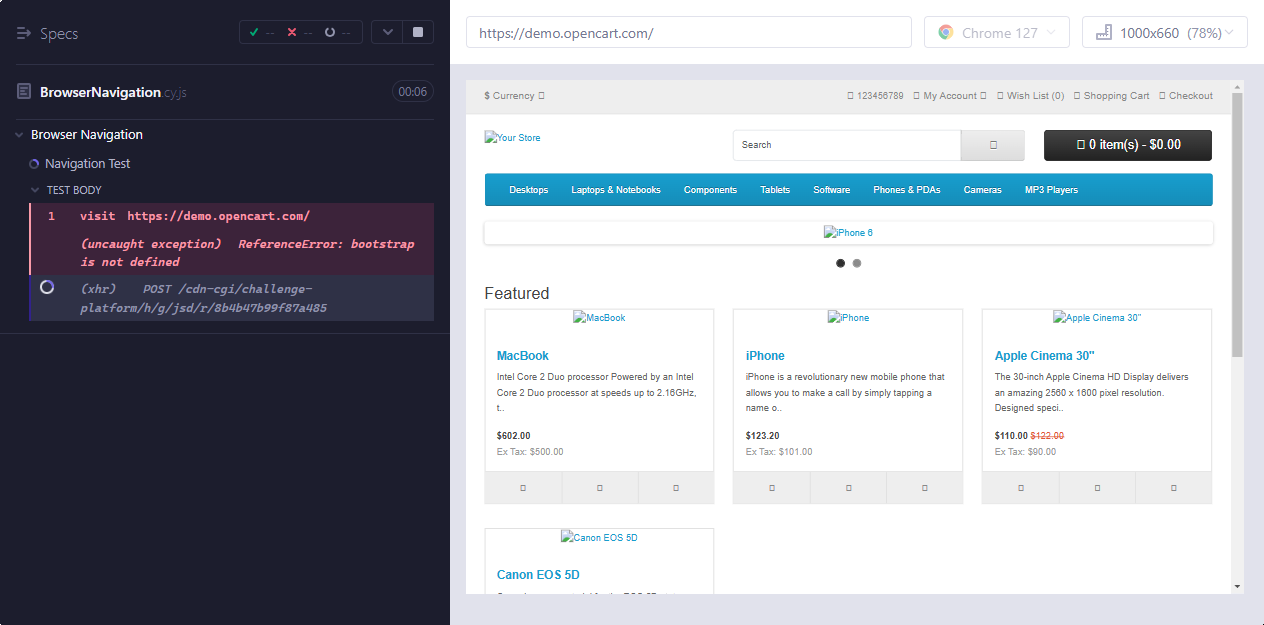 Specs
-- -- --
https://demo.opencart.com/
Chrome 127
1000x660 (78%)
BrowserNavigation.cy.js
00:06
Browser Navigation
Navigation Test
TEST BODY
1 visit https://demo.opencart.com/
(uncaught exception) ReferenceError: bootstrap
is not defined
(xhr) POST /cdn-cgi/challenge-
platform/h/g/jsd/r/8b4b47b99f87a485
$ Currency
123456789 My Account Wish List (0) Shopping Cart Checkout
Your Store
Search
0 item(s) - $0.00
Desktops Laptops & Notebooks Components Tablets Software Phones & PDAs Cameras MP3 Players
iPhone 6
Featured
MacBook
MacBook
Intel Core 2 Duo processor Powered by an Intel
Core 2 Duo processor at speeds up to 2.16GHz,
t..
$602.00
Ex Tax: $500.00
iPhone
iPhone
iPhone is a revolutionary new mobile phone that
allows you to make a call by simply tapping a
name o..
$123.20
Ex Tax: $101.00
Apple Cinema 30"
Apple Cinema 30"
The 30-inch Apple Cinema HD Display delivers
an amazing 2560 x 1600 pixel resolution.
Designed speci..
$110.00 $122.00
Ex Tax: $90.00
Canon EOS 5D
Canon EOS 5D